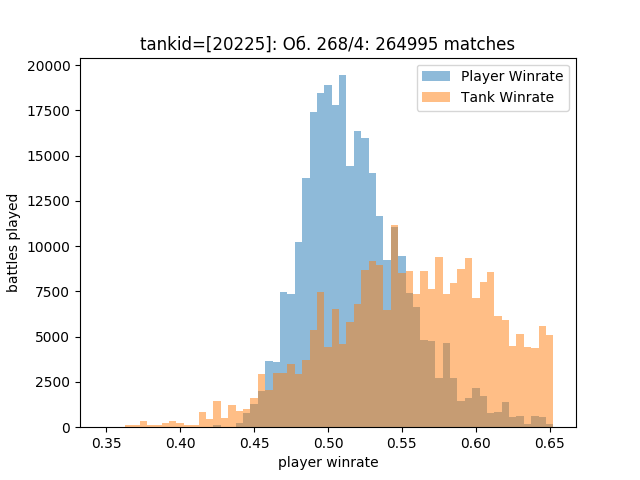 tankid=[20225]: Об. 268/4: 264995 matches
Player Winrate
Tank Winrate
battles played
20000
17500
15000
12500
10000
7500
5000
2500
0
0.35 0.40 0.45 0.50 0.55 0.60 0.65
player winrate